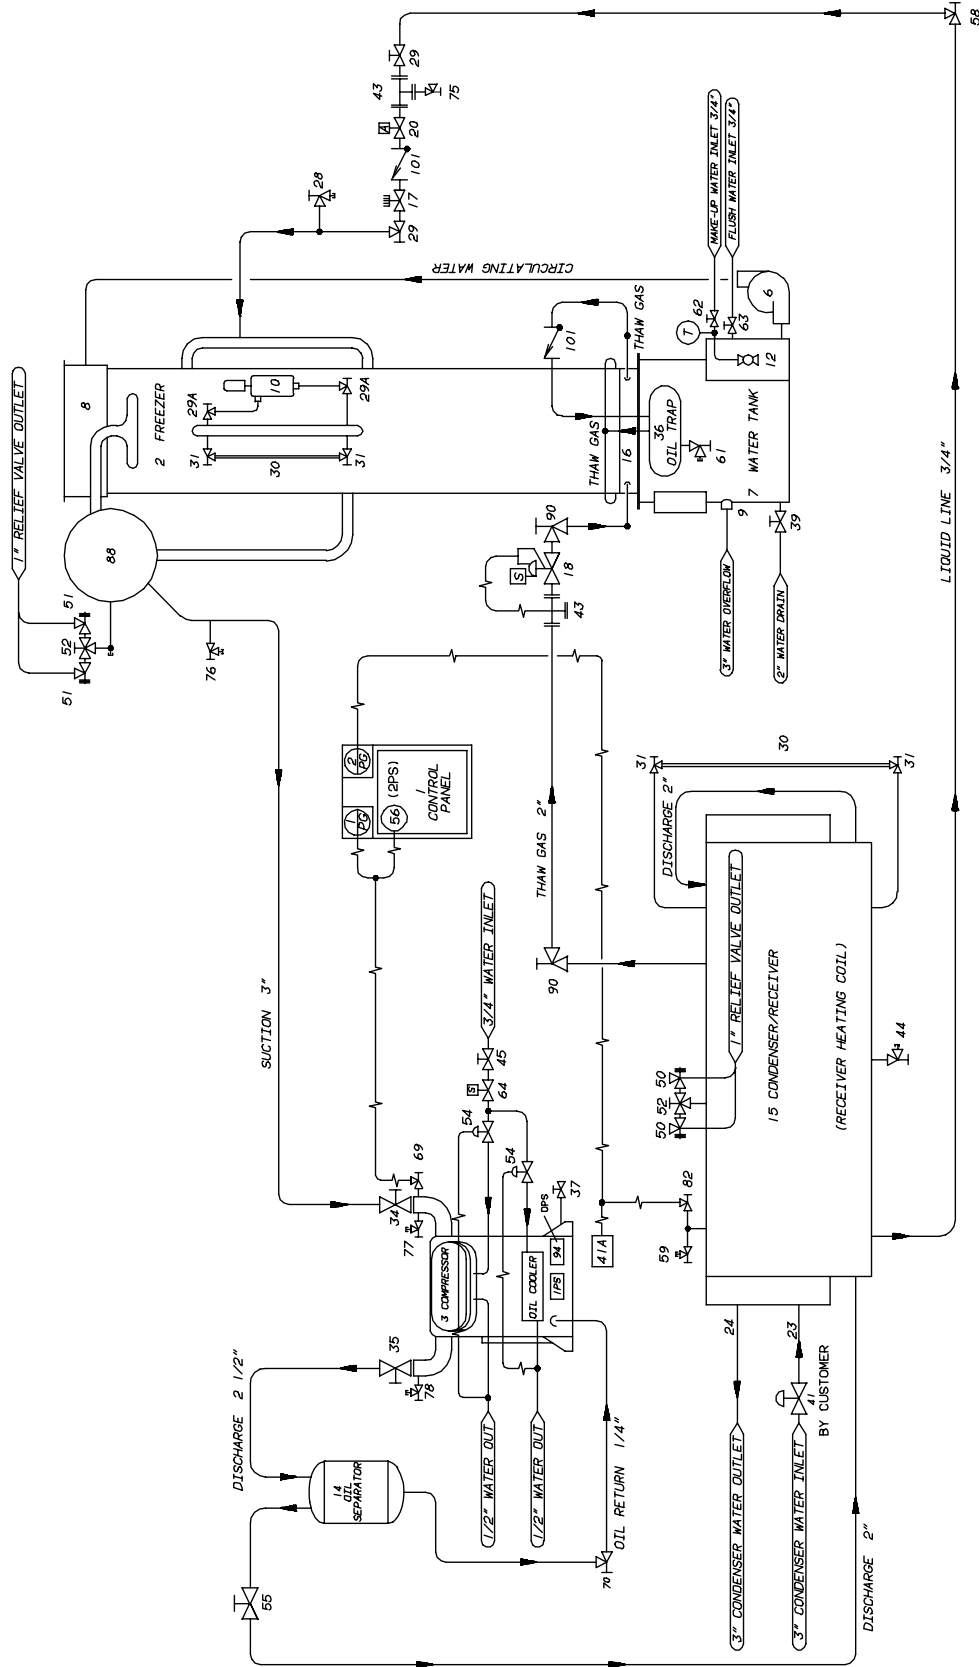 55
DISCHARGE 2 1/2"
14
OIL
SEPARATOR
35
78
3 COMPRESSOR
77
34
69
SUCTION 3"
1/2" WATER OUT
1/2" WATER OUT
OIL RETURN 1/4"
70
OIL COOLER
1PS
94
OPS
37
54
54
64
S
45
3/4" WATER INLET
1
PG
2
PG
56
(2PS)
1
CONTROL
PANEL
76
51
52
51
1" RELIEF VALVE OUTLET
88
8
2 FREEZER
31
30
31
29A
10
29A
CIRCULATING WATER
28
29
17
101
20
A
43
75
29
58
THAW GAS 2"
90
43
18
S
90
THAW GAS
16
THAW GAS
101
36
OIL TRAP
61
7 WATER TANK
9
39
3" WATER OVERFLOW
2" WATER DRAIN
12
T
62
63
6
MAKE-UP WATER INLET 3/4"
FLUSH WATER INLET 3/4"
LIQUID LINE 3/4"
41A
59
82
50
52
50
1" RELIEF VALVE OUTLET
DISCHARGE 2"
31
30
31
15 CONDENSER/RECEIVER
(RECEIVER HEATING COIL)
44
24
23
41
BY CUSTOMER
3" CONDENSER WATER OUTLET
3" CONDENSER WATER INLET
DISCHARGE 2"
90